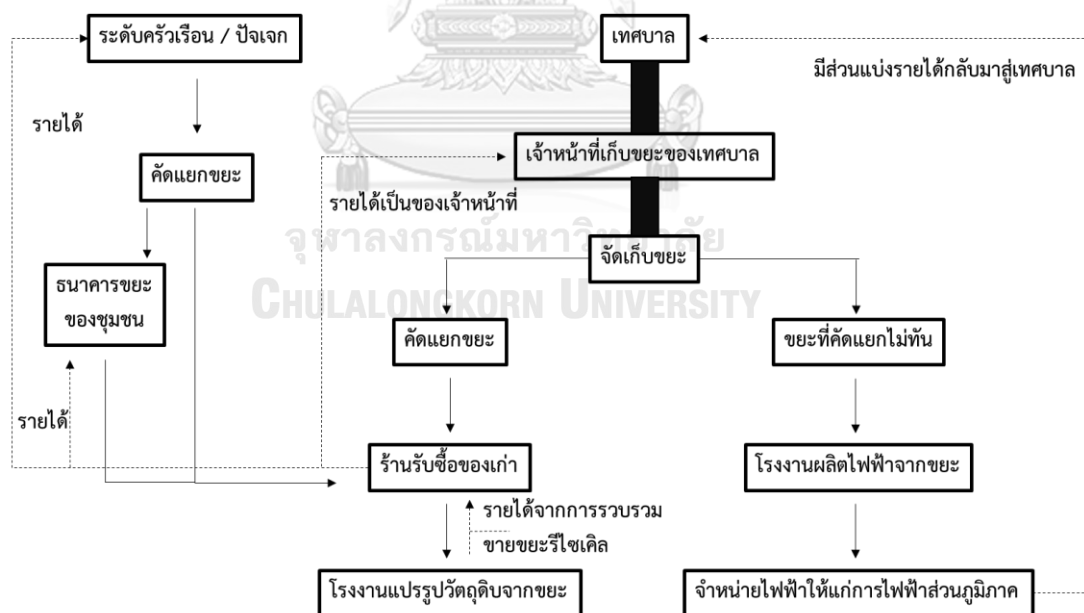 ระดับครัวเรือน / ปัจเจก
เทศบาล
มีส่วนแบ่งรายได้กลับมาสู่เทศบาล
รายได้
เจ้าหน้าที่เก็บขยะของเทศบาล
คัดแยกขยะ
รายได้เป็นของเจ้าหน้าที่
จุฬาลงกรณ์มหาวิทยาลัย
จัดเก็บขยะ
ธนาคารขยะ
ของชุมชน
CHULALONGKORN UNIVERSITY
คัดแยกขยะ
ขยะที่คัดแยกไม่ทัน
รายได้
ร้านรับซื้อของเก่า
โรงงานผลิตไฟฟ้าจากขยะ
รายได้จากการรวบรวม
ขายขยะรีไซเคิล
โรงงานแปรรูปวัตถุดิบจากขยะ
จำหน่ายไฟฟ้าให้แก่การไฟฟ้าส่วนภูมิภาค